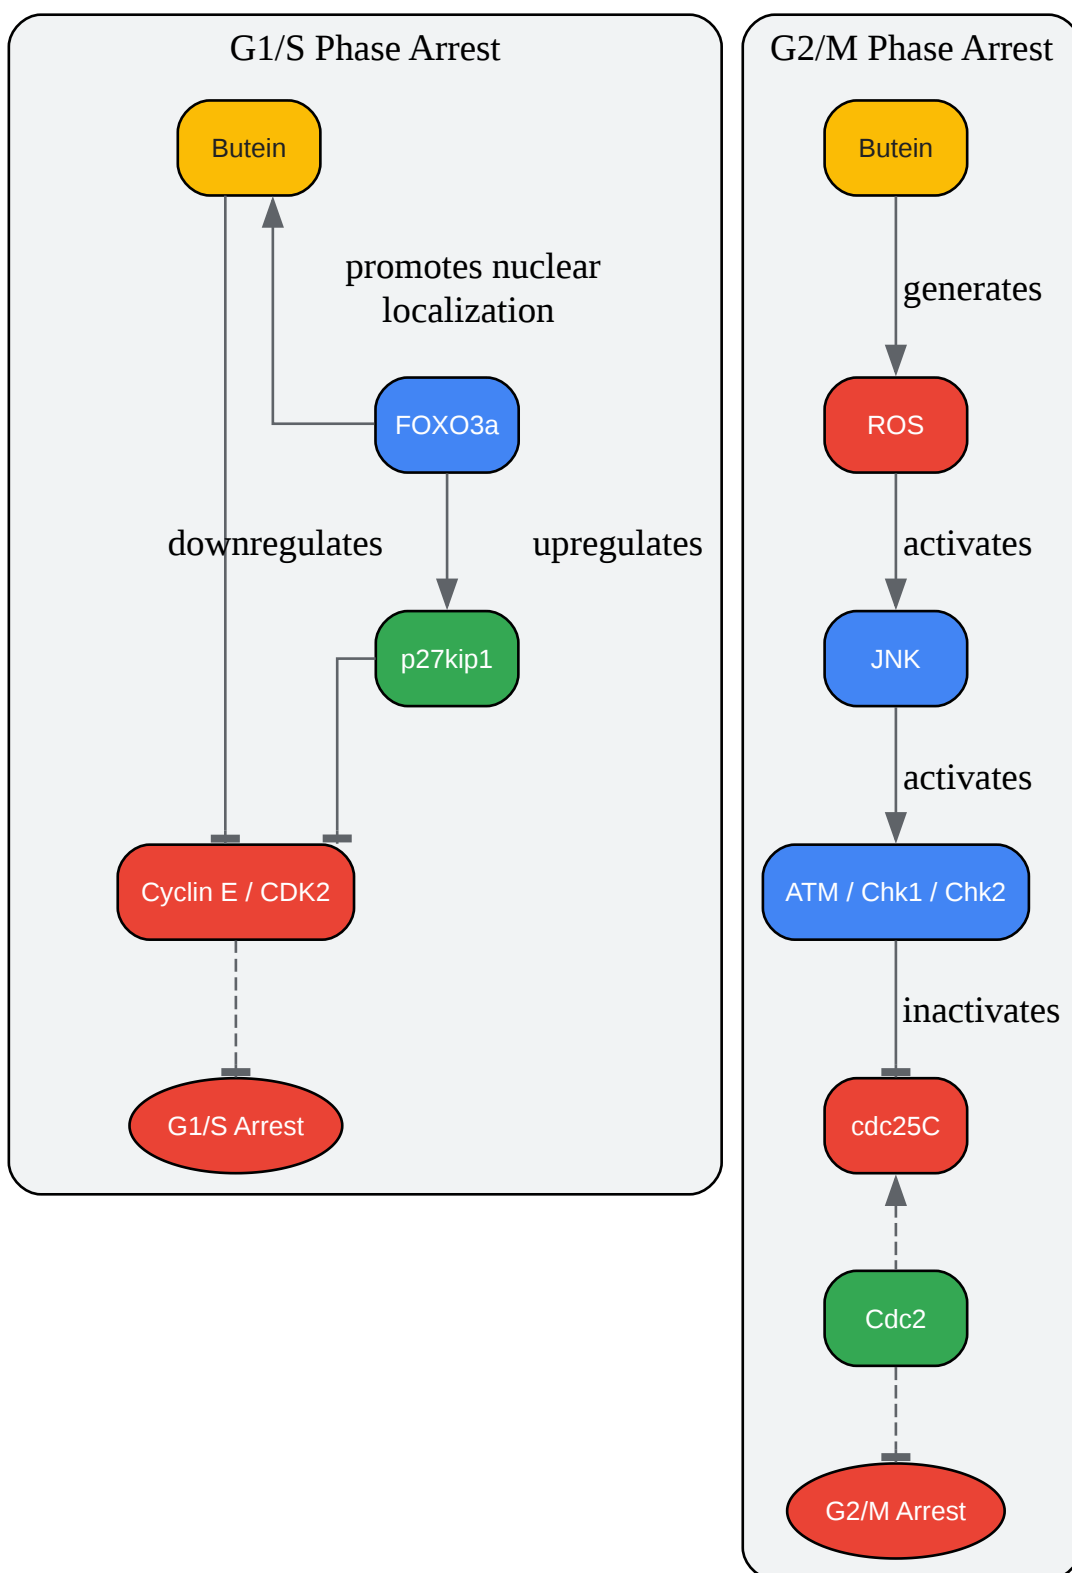 G1/S Phase Arrest
Butein
promotes nuclear
localization
FOXO3a
downregulates
upregulates
p27kip1
Cyclin E / CDK2
G1/S Arrest
G2/M Phase Arrest
Butein
generates
ROS
activates
JNK
activates
ATM / Chk1 / Chk2
inactivates
cdc25C
Cdc2
G2/M Arrest